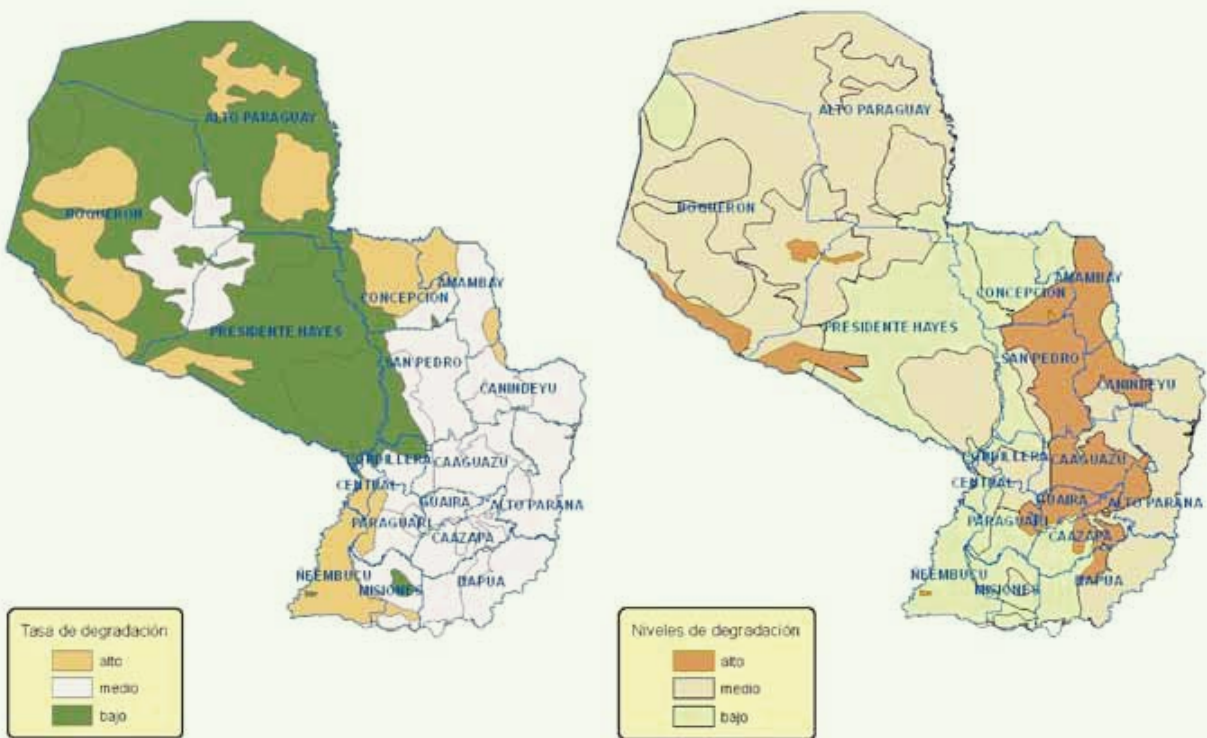 ALTO PARAGUAY
BOQUERON
CONCEPCION
AMAMBAY
PRESIDENTE HAYES
SAN PEDRO
CANINDEYU
CORDILLERA
CAAGUAZU
CENTRAL
GUAIRA
ALTO PARANA
PARAGUARI
CAAZAPA
ÑEEMBUCU
MISIONES
ITAPUA
Tasa de degradación
alto
medio
bajo
ALTO PARAGUAY
BOQUERON
AMAMBAY
CONCEPCION
PRESIDENTE HAYES
SAN PEDRO
CANINDEYU
CORDILLERA
CAAGUAZU
CENTRAL
GUAIRA
ALTO PARANA
PARAGUARI
CAAZAPA
ÑEEMBUCU
MISIONES
ITAPUA
Niveles de degradación
alto
medio
bajo